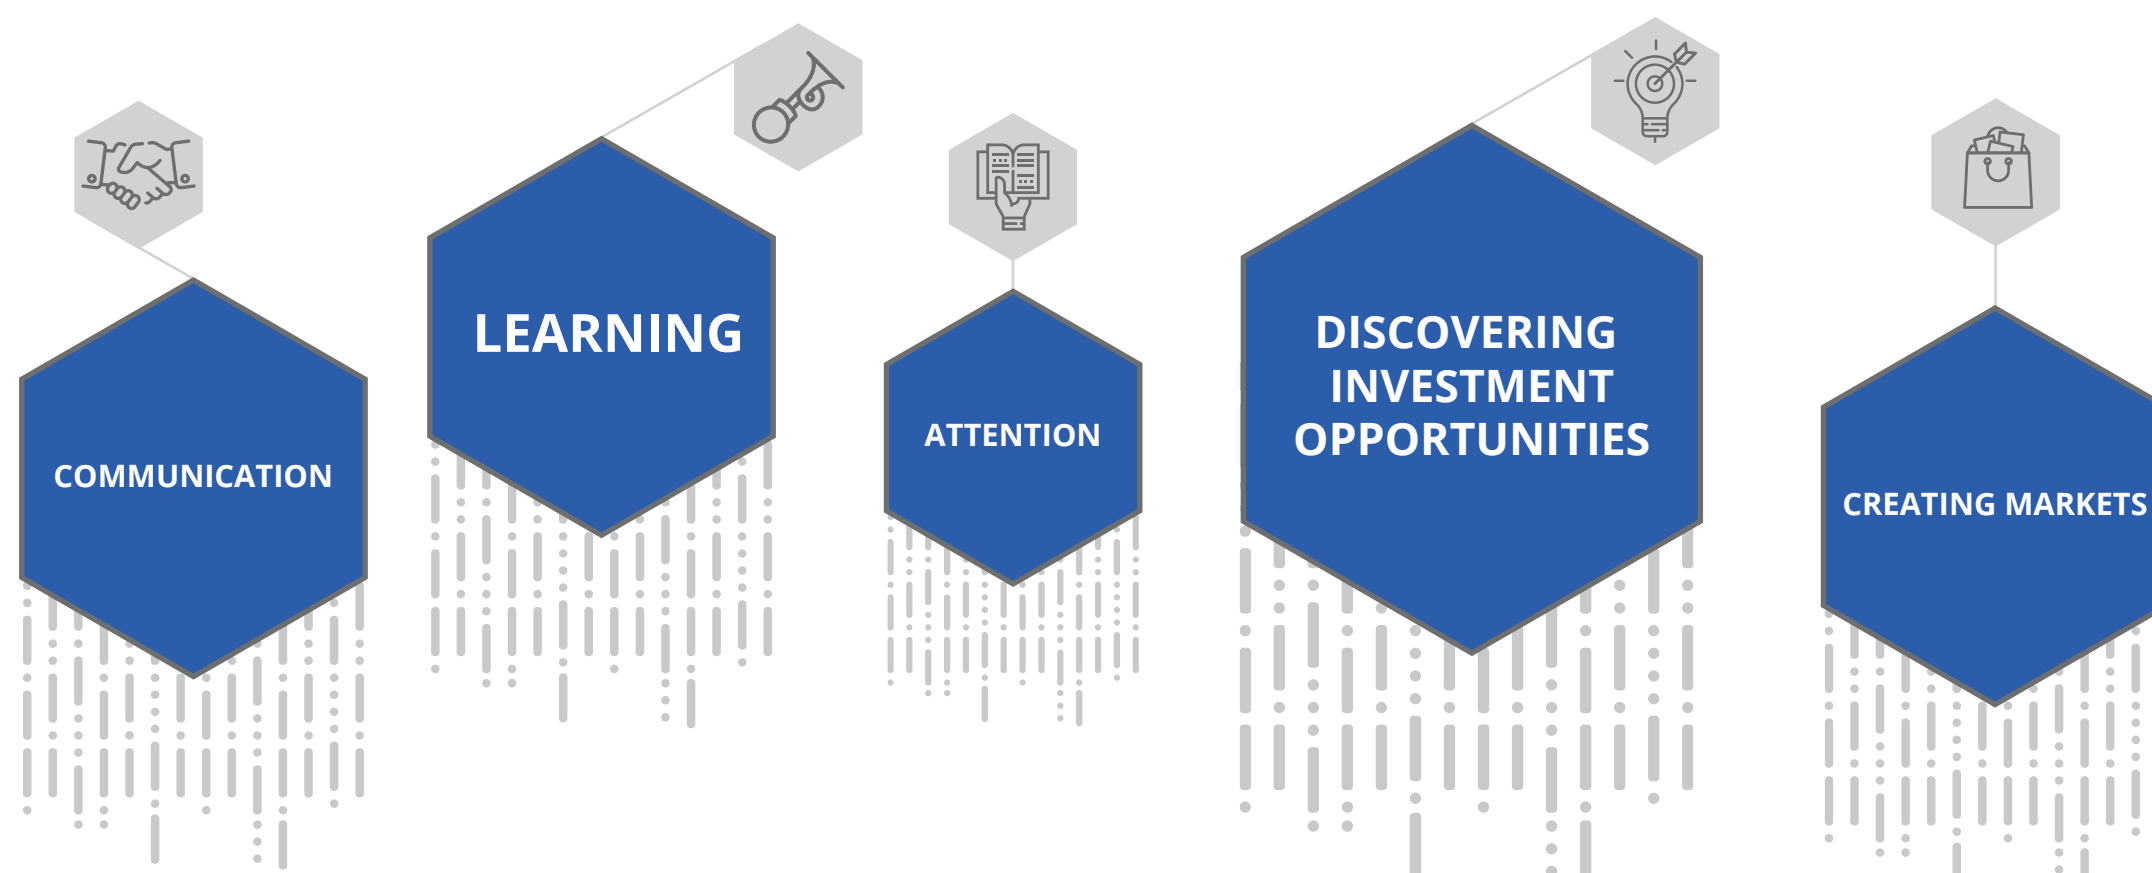 COMMUNICATION
LEARNING
ATTENTION
DISCOVERING
INVESTMENT
OPPORTUNITIES
CREATING MARKETS